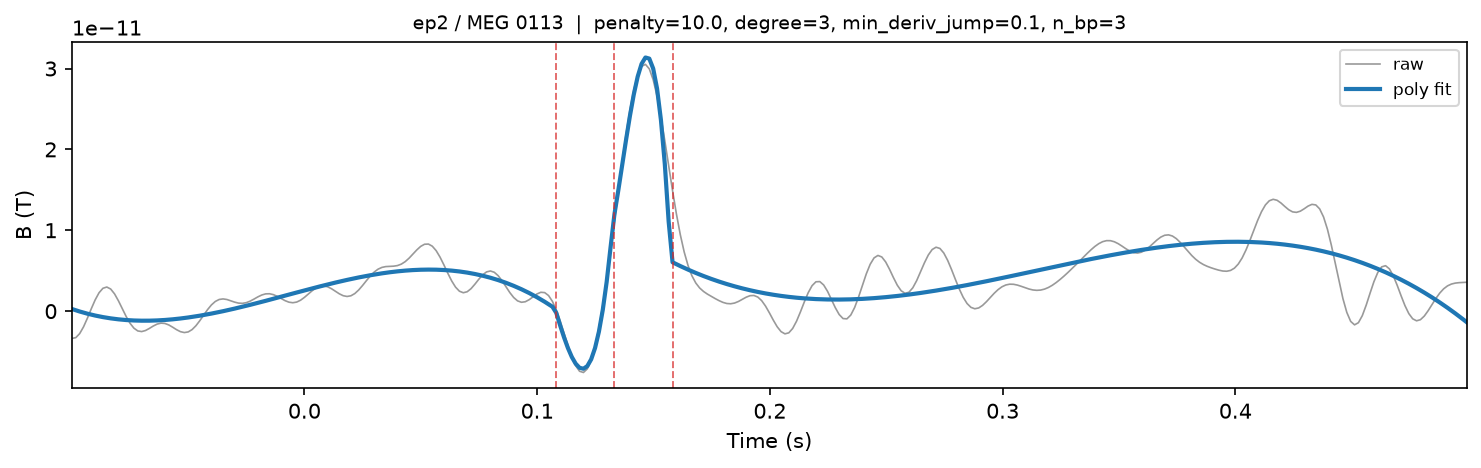 ep2 / MEG 0113 | penalty=10.0, degree=3, min_deriv_jump=0.1, n_bp=3
1e−11
raw
poly fit
3
2
1
0
B (T)
0.0 0.1 0.2 0.3 0.4
Time (s)